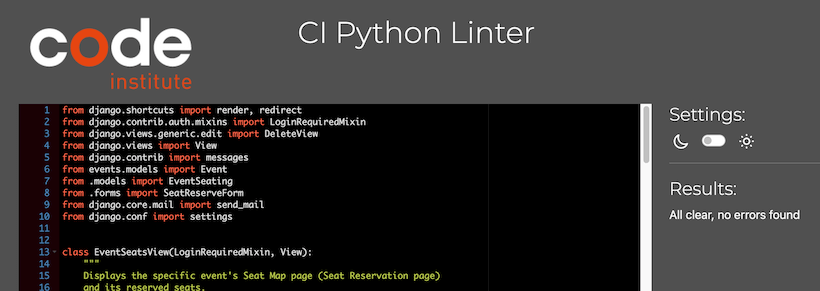 code
institute
CI Python Linter
1 from django.shortcuts import render, redirect
2 from django.contrib.auth.mixins import LoginRequiredMixin
3 from django.views.generic.edit import DeleteView
4 from django.views import View
5 from django.contrib import messages
6 from events.models import Event
7 from .models import EventSeating
8 from .forms import SeatReserveForm
9 from django.core.mail import send_mail
10 from django.conf import settings
11
12
13 class EventSeatsView(LoginRequiredMixin, View):
14 """
15 Displays the specific event's Seat Map page (Seat Reservation page)
16 and its reserved seats.
Settings:
Results:
All clear, no errors found